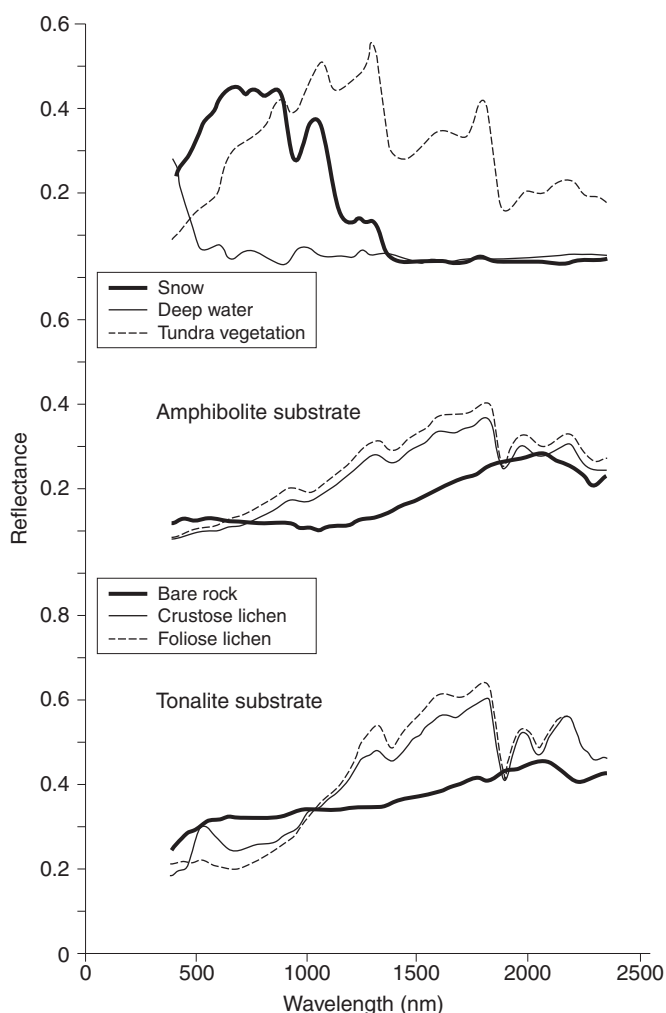 0.6
0.4
0.2
Snow
Deep water
Tundra vegetation
0.6
Amphibolite substrate
0.4
0.2
Reflectance
Bare rock
Crustose lichen
Foliose lichen
0.8
0.6
Tonalite substrate
0.4
0.2
0
0 500 1000 1500 2000 2500
Wavelength (nm)